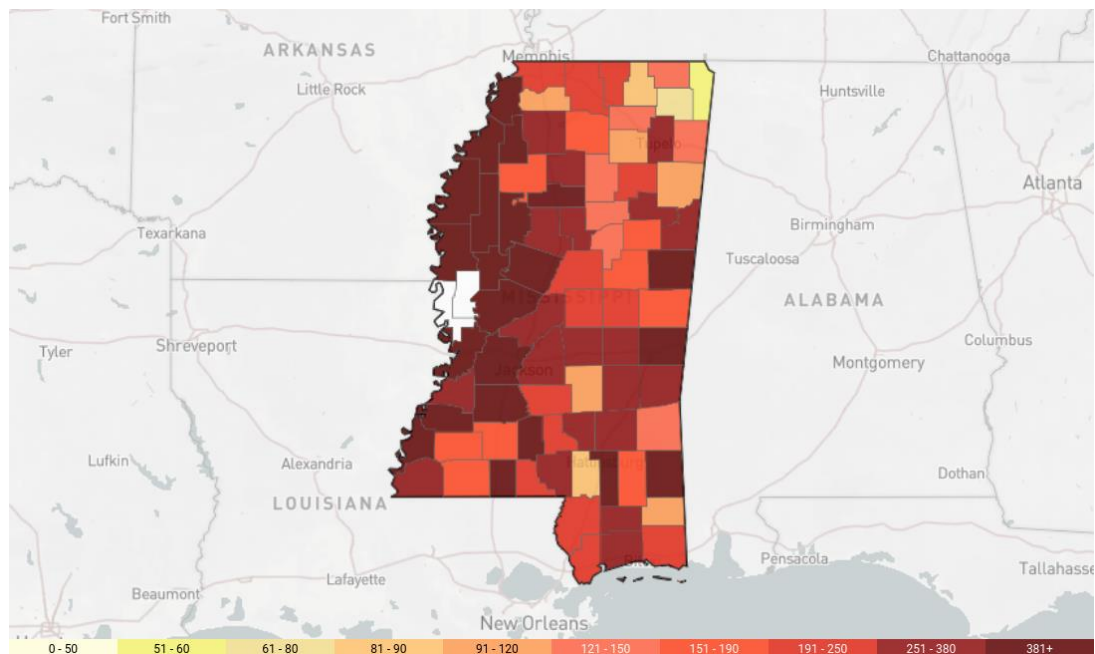 Fort Smith
Chattanooga
ARKANSAS
Memphis
Little Rock
Huntsville
Tupelo
Atlanta
Birmingham
Texarkana
Tuscaloosa
MISSISSIPPI
ALABAMA
Columbus
Tyler
Shreveport
Montgomery
Jackson
Lufkin
Alexandria
Hattiesburg
Dothan
LOUISIANA
Pensacola
Tallahasse
Lafayette
Beaumont
New Orleans
0 - 50 51 - 60 61 - 80 81 - 90 91 - 120 121 - 150 151 - 190 191 - 250 251 - 380 381+